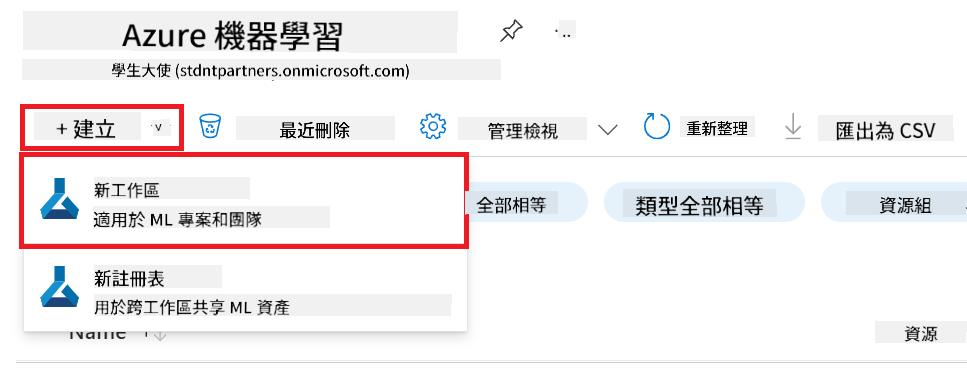 Azure 機器學習
學生大使 (stdntpartners.onmicrosoft.com)
+ 建立 最近刪除 管理檢視 重新整理 匯出為 CSV
新工作區
適用於 ML 專案和團隊
全部相等 類型全部相等 資源組
新註冊表
用於跨工作區共享 ML 資產
Name 資源